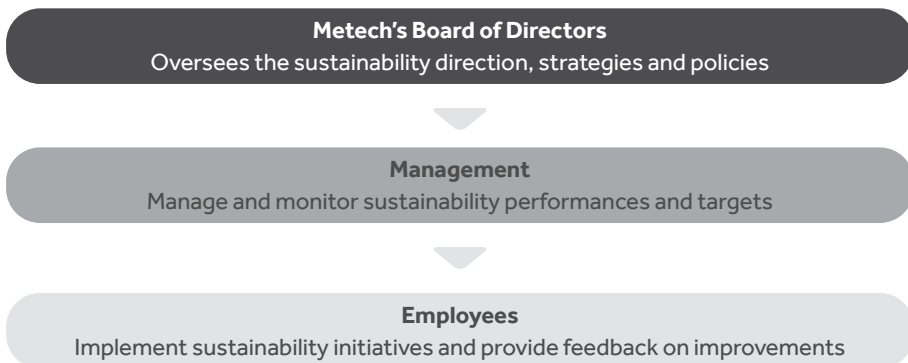 Metech’s Board of Directors
Oversees the sustainability direction, strategies and policies
Management
Manage and monitor sustainability performances and targets
Employees
Implement sustainability initiatives and provide feedback on improvements